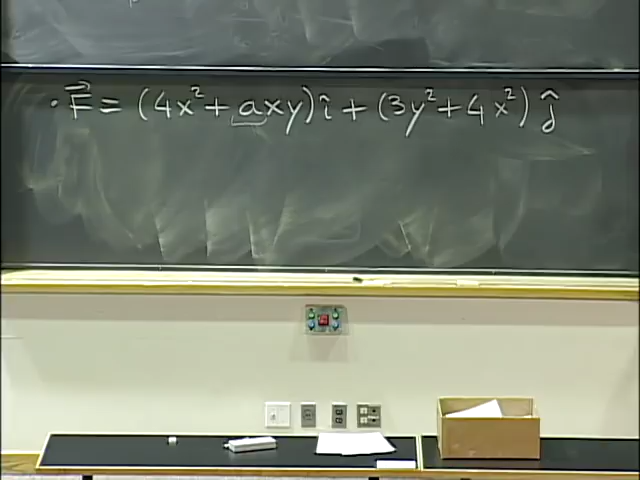 · F⃗ = (4x² + axy) î + (3y² + 4x²) ĵ